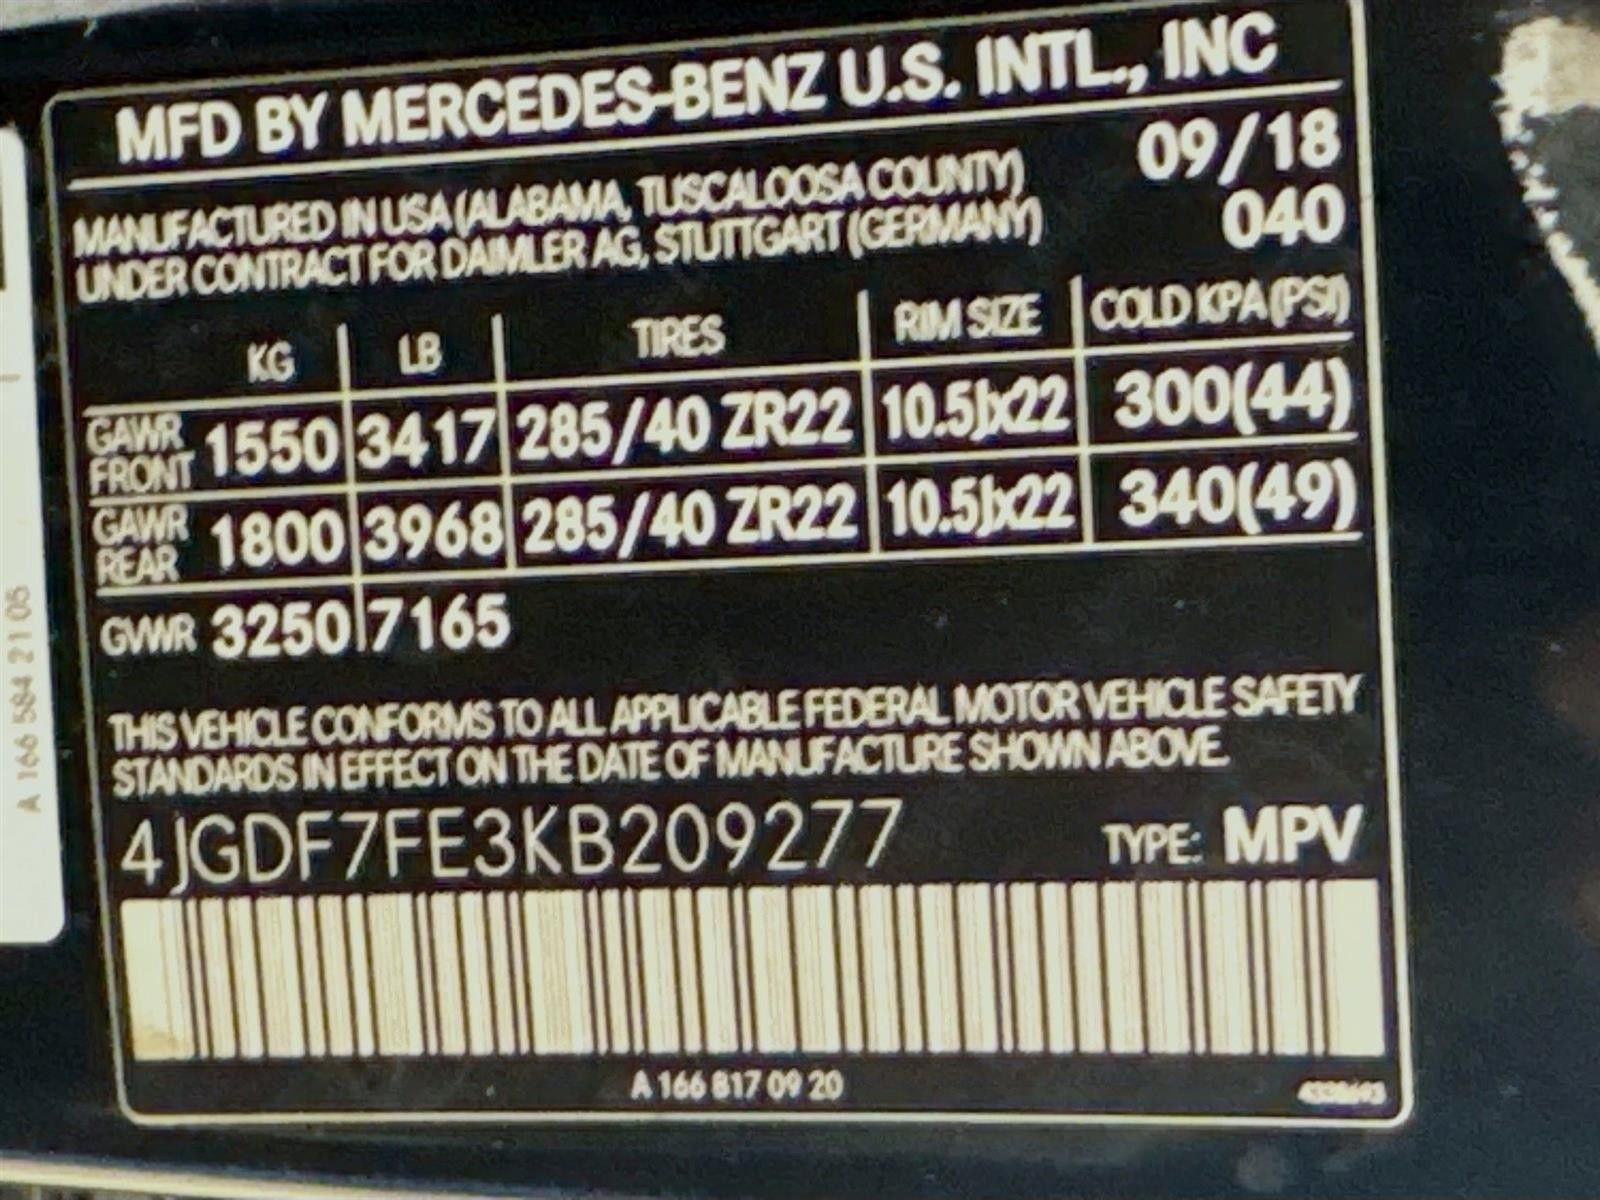 MFD BY MERCEDES-BENZ U.S. INTL., INC
MANUFACTURED IN USA (ALABAMA, TUSCALOOSA COUNTY) 09/18
UNDER CONTRACT FOR DAIMLER AG, STUTTGART (GERMANY) 040
KG LB TIRES RIM SIZE COLD KPA (PSI)
GAWR FRONT 1550 3417 285/40 ZR22 10.5Jx22 300(44)
GAWR REAR 1800 3968 285/40 ZR22 10.5Jx22 340(49)
GVWR 3250 7165
THIS VEHICLE CONFORMS TO ALL APPLICABLE FEDERAL MOTOR VEHICLE SAFETY
STANDARDS IN EFFECT ON THE DATE OF MANUFACTURE SHOWN ABOVE.
4JGDF7FE3KB209277 TYPE: MPV
A 166 817 09 20
A 166 584 21 05